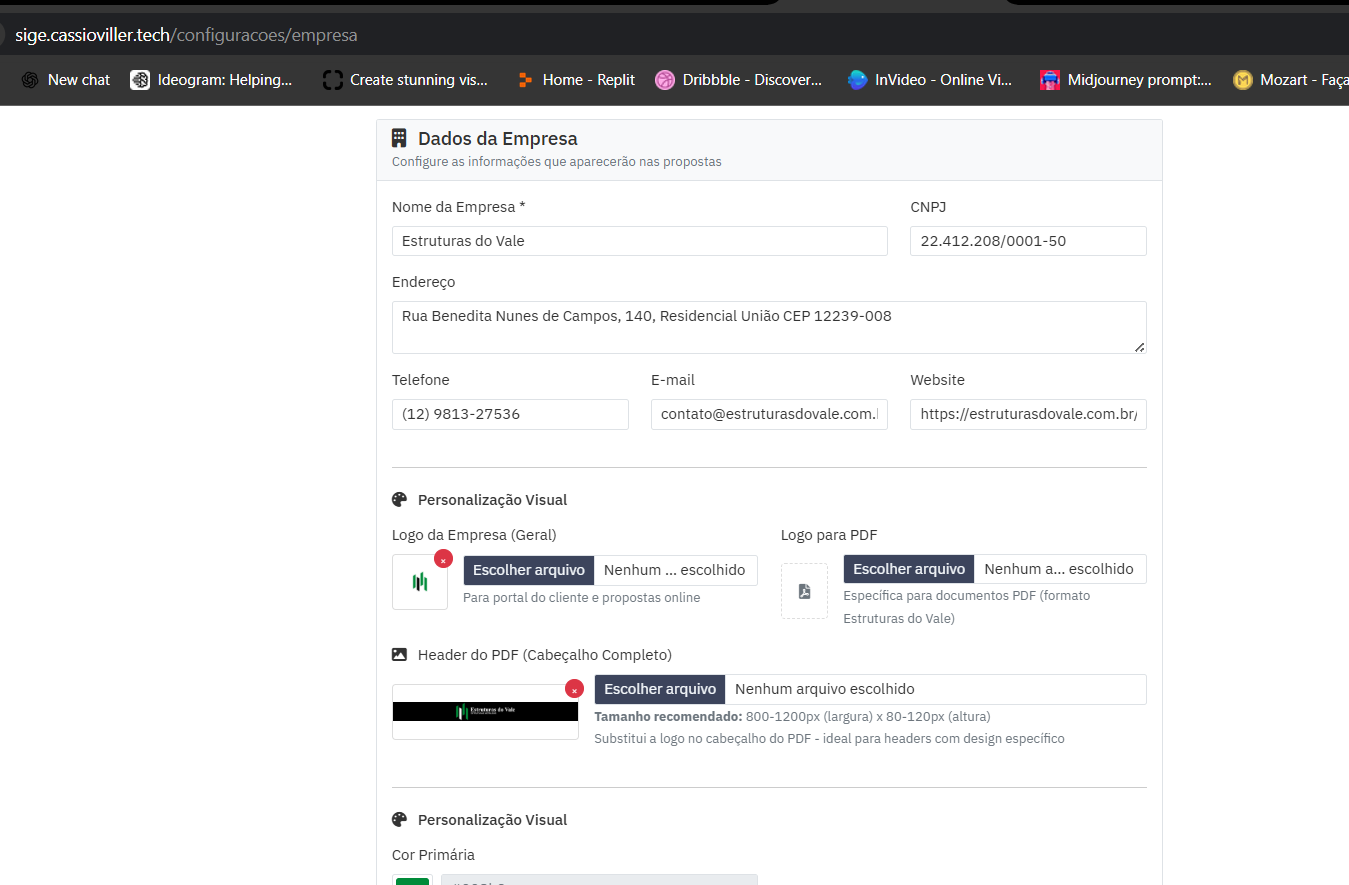 sige.cassioviller.tech/configuracoes/empresa
New chat
Ideogram: Helping...
Create stunning vis...
Home - Replit
Dribbble - Discover...
InVideo - Online Vi...
Midjourney prompt:...
Mozart - Faça
Dados da Empresa
Configure as informações que aparecerão nas propostas
Nome da Empresa *
CNPJ
Estruturas do Vale
22.412.208/0001-50
Endereço
Rua Benedita Nunes de Campos, 140, Residencial União CEP 12239-008
Telefone
E-mail
Website
(12) 9813-27536
contato@estruturasdovale.com.
https://estruturasdovale.com.br/
Personalização Visual
Logo da Empresa (Geral)
Logo para PDF
Escolher arquivo
Nenhum ... escolhido
Escolher arquivo
Nenhum a... escolhido
Para portal do cliente e propostas online
Específica para documentos PDF (formato
Estruturas do Vale)
Header do PDF (Cabeçalho Completo)
Estruturas do Vale
Escolher arquivo
Nenhum arquivo escolhido
Tamanho recomendado: 800-1200px (largura) x 80-120px (altura)
Substitui a logo no cabeçalho do PDF - ideal para headers com design específico
Personalização Visual
Cor Primária